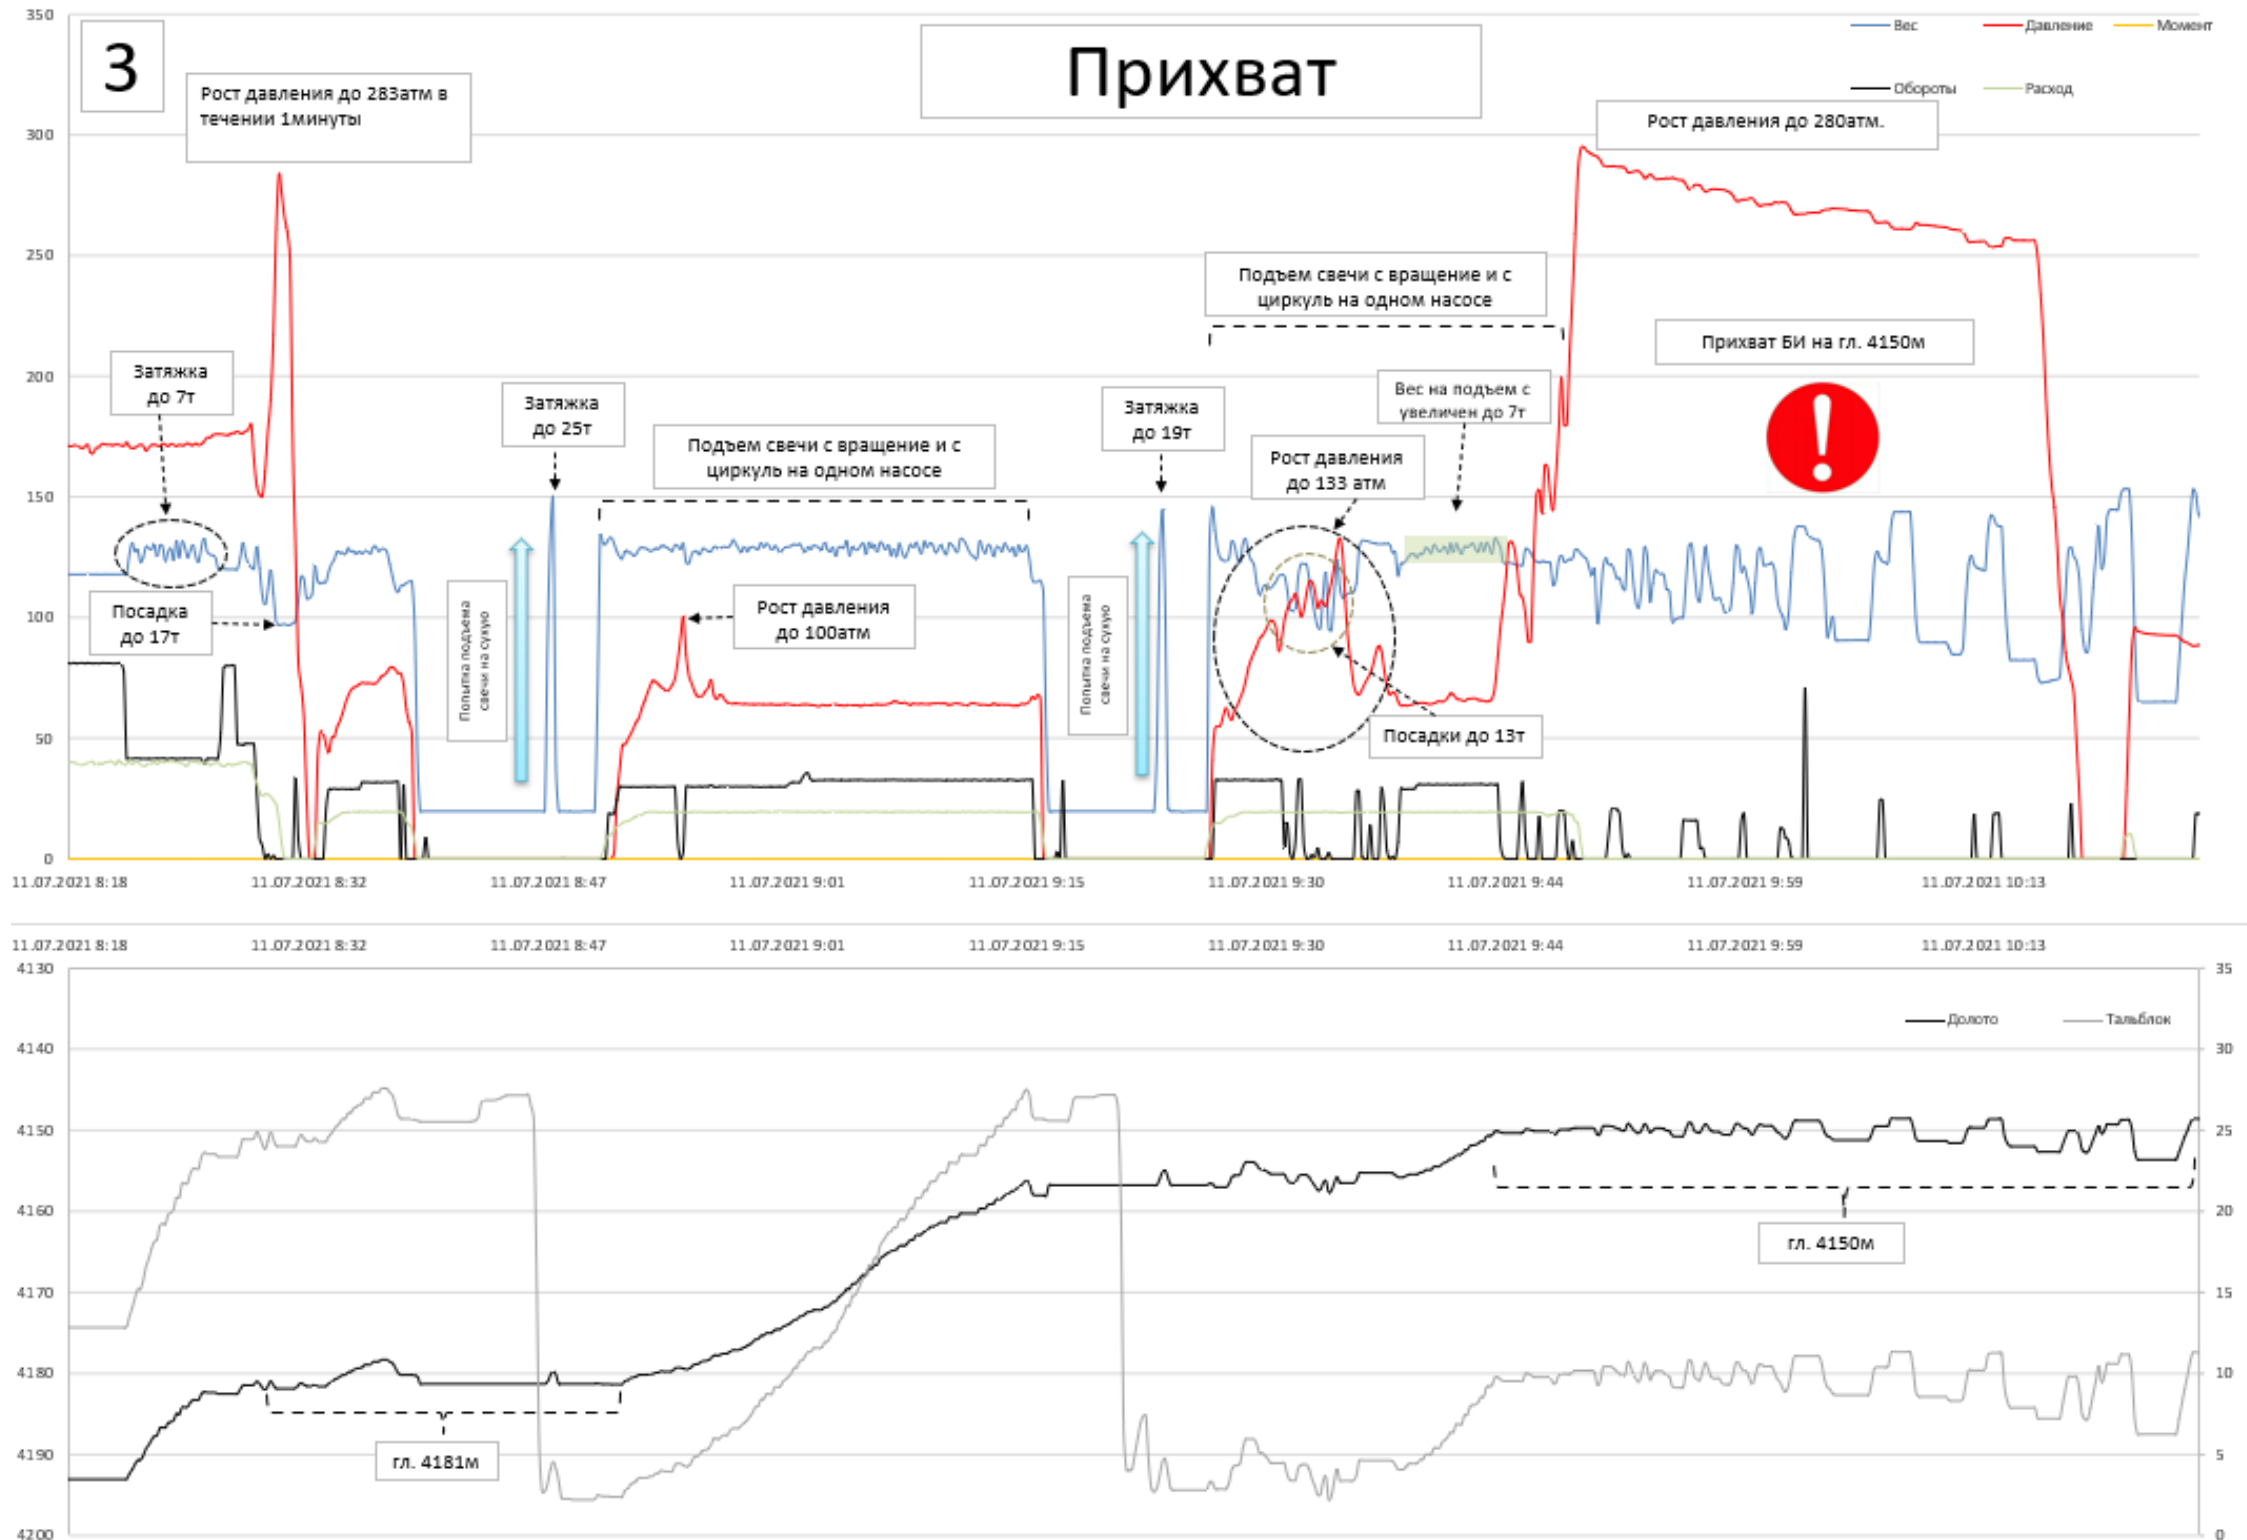 350
3
Прихват
Вес
Давление
Момент
Обороты
Расход
Рост давления до 283атм в
течении 1минуты
Рост давления до 280атм.
300
250
Подъем свечи с вращение и с
циркуль на одном насосе
Прихват БИ на гл. 4150м
200
Затяжка
до 7т
Затяжка
до 25т
Затяжка
до 19т
Вес на подъем с
увеличен до 7т
Подъем свечи с вращение и с
циркуль на одном насосе
Рост давления
до 133 атм
150
100
Посадка
до 17т
Попытка подъема
свечи на сухую
Рост давления
до 100атм
Попытка подъема
свечи на сухую
Посадки до 13т
50
0
11.07.2021 8:18
11.07.2021 8:32
11.07.2021 8:47
11.07.2021 9:01
11.07.2021 9:15
11.07.2021 9:30
11.07.2021 9:44
11.07.2021 9:59
11.07.2021 10:13
11.07.2021 8:18
11.07.2021 8:32
11.07.2021 8:47
11.07.2021 9:01
11.07.2021 9:15
11.07.2021 9:30
11.07.2021 9:44
11.07.2021 9:59
11.07.2021 10:13
4130
35
Долото
Тальблок
4140
30
4150
25
4160
20
гл. 4150м
4170
15
4180
10
4190
5
гл. 4181м
4200
0